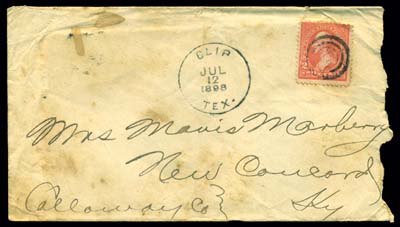 CLIP
JUL
12
1898
TEX.
Mrs Mavis Marberry
New Concord
Calloway Co } Ky